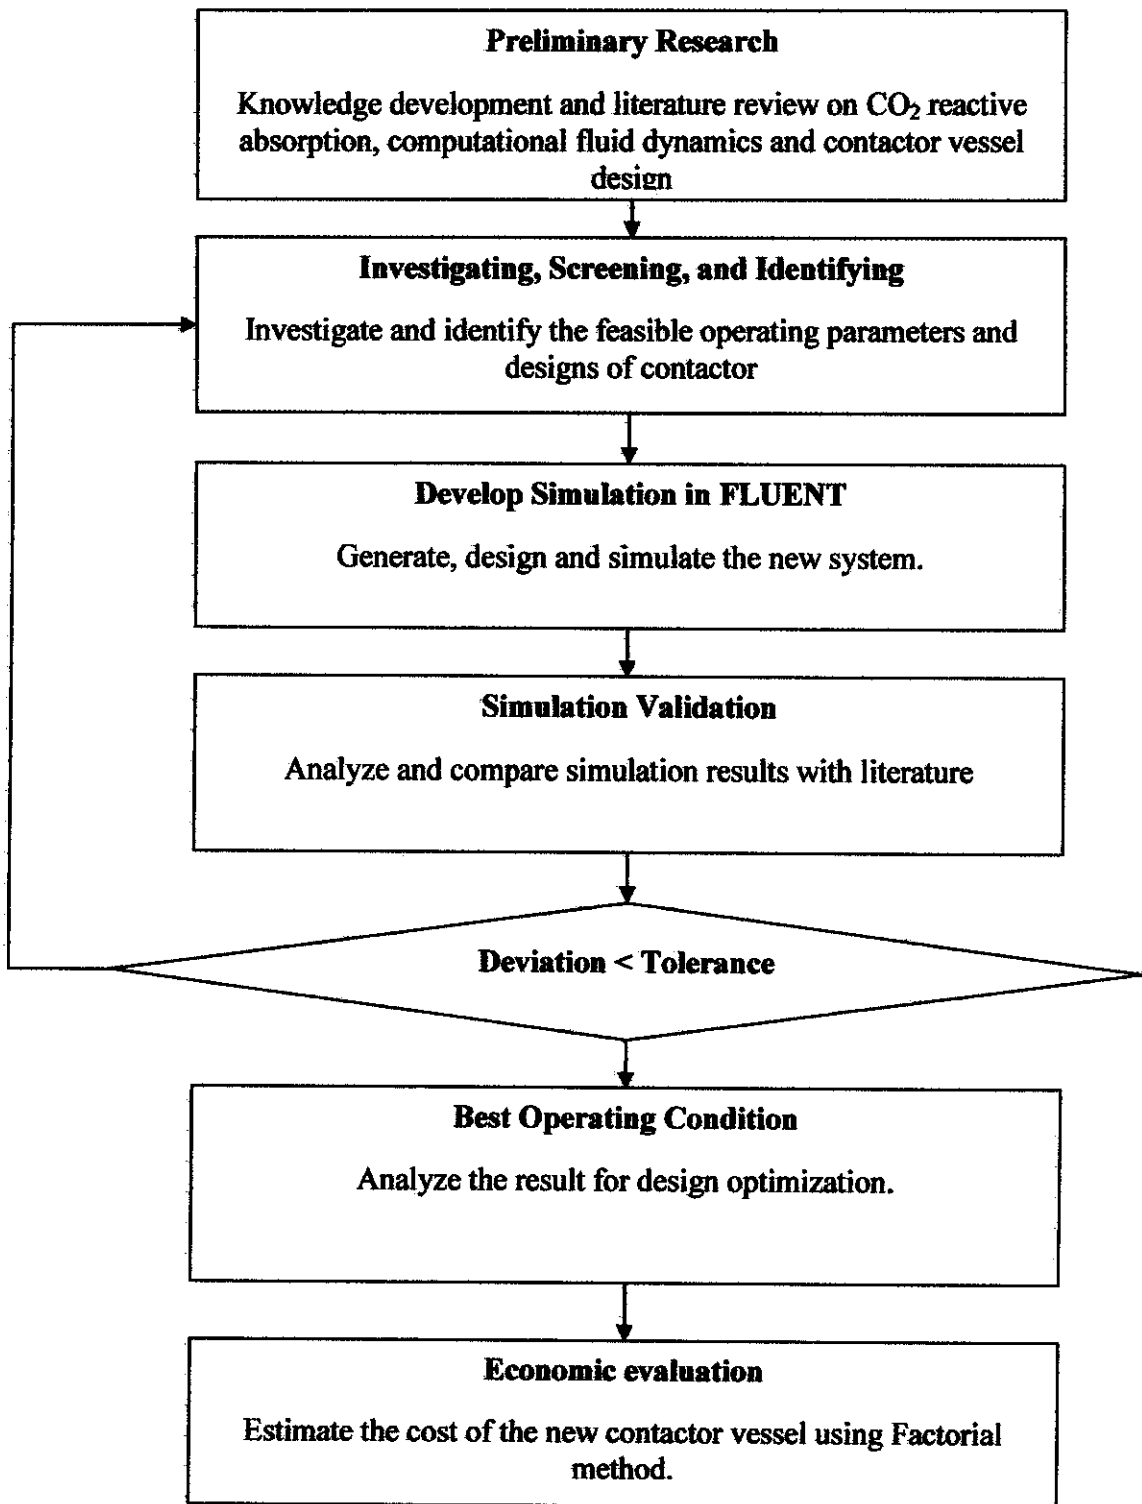 Preliminary Research
Knowledge development and literature review on CO₂ reactive
absorption, computational fluid dynamics and contactor vessel
design
Investigating, Screening, and Identifying
Investigate and identify the feasible operating parameters and
designs of contactor
Develop Simulation in FLUENT
Generate, design and simulate the new system.
Simulation Validation
Analyze and compare simulation results with literature
Deviation < Tolerance
Best Operating Condition
Analyze the result for design optimization.
Economic evaluation
Estimate the cost of the new contactor vessel using Factorial
method.